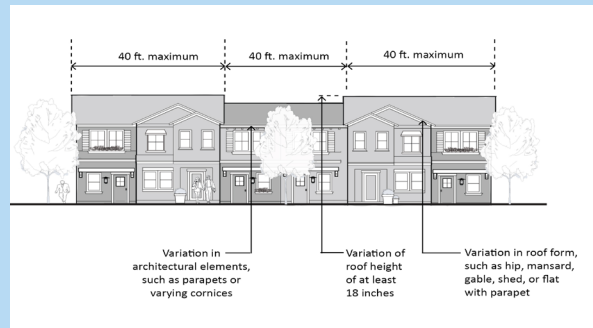 40 ft. maximum
40 ft. maximum
40 ft. maximum
Variation in
architectural elements,
such as parapets or
varying cornices
Variation of
roof height
of at least
18 inches
Variation in roof form,
such as hip, mansard,
gable, shed, or flat
with parapet